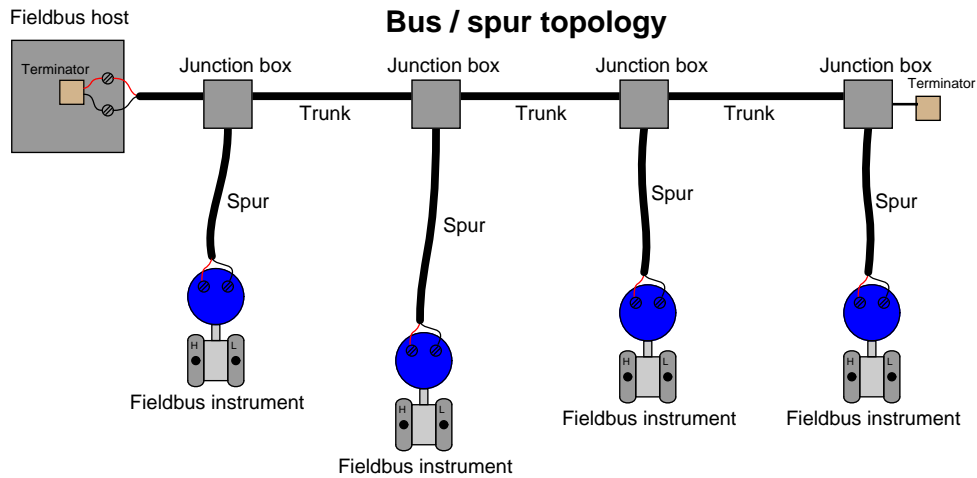 Bus / spur topology
Fieldbus host
Terminator
Junction box
Junction box
Junction box
Junction box
Terminator
Trunk
Trunk
Trunk
Spur
Spur
Spur
Spur
H
L
H
L
H
L
H
L
Fieldbus instrument
Fieldbus instrument
Fieldbus instrument
Fieldbus instrument